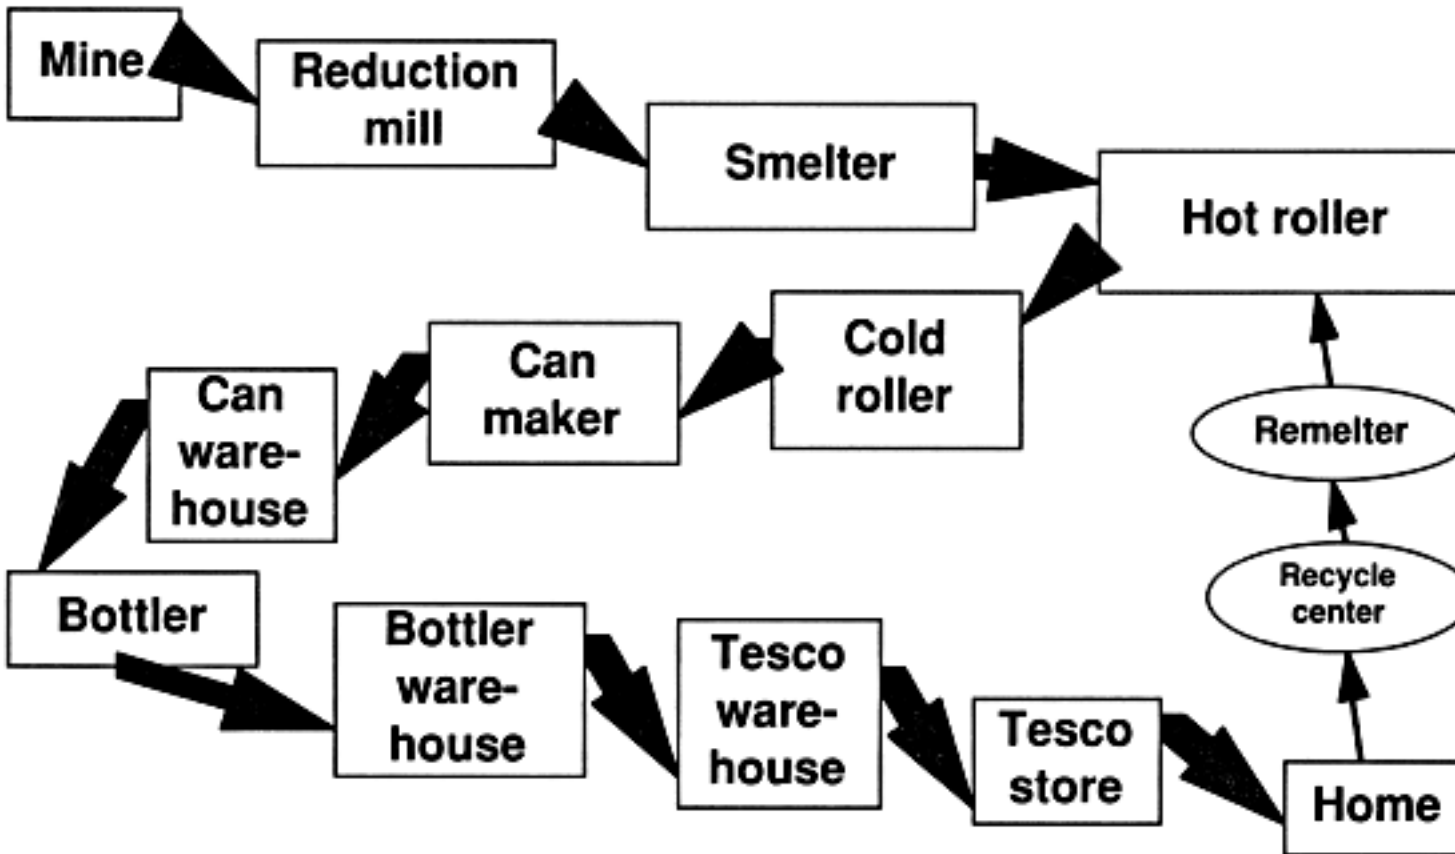 Mine
Reduction
mill
Smelter
Hot roller
Cold
roller
Can
maker
Can
ware-
house
Bottler
Bottler
ware-
house
Tesco
ware-
house
Tesco
store
Home
Recycle
center
Remelter